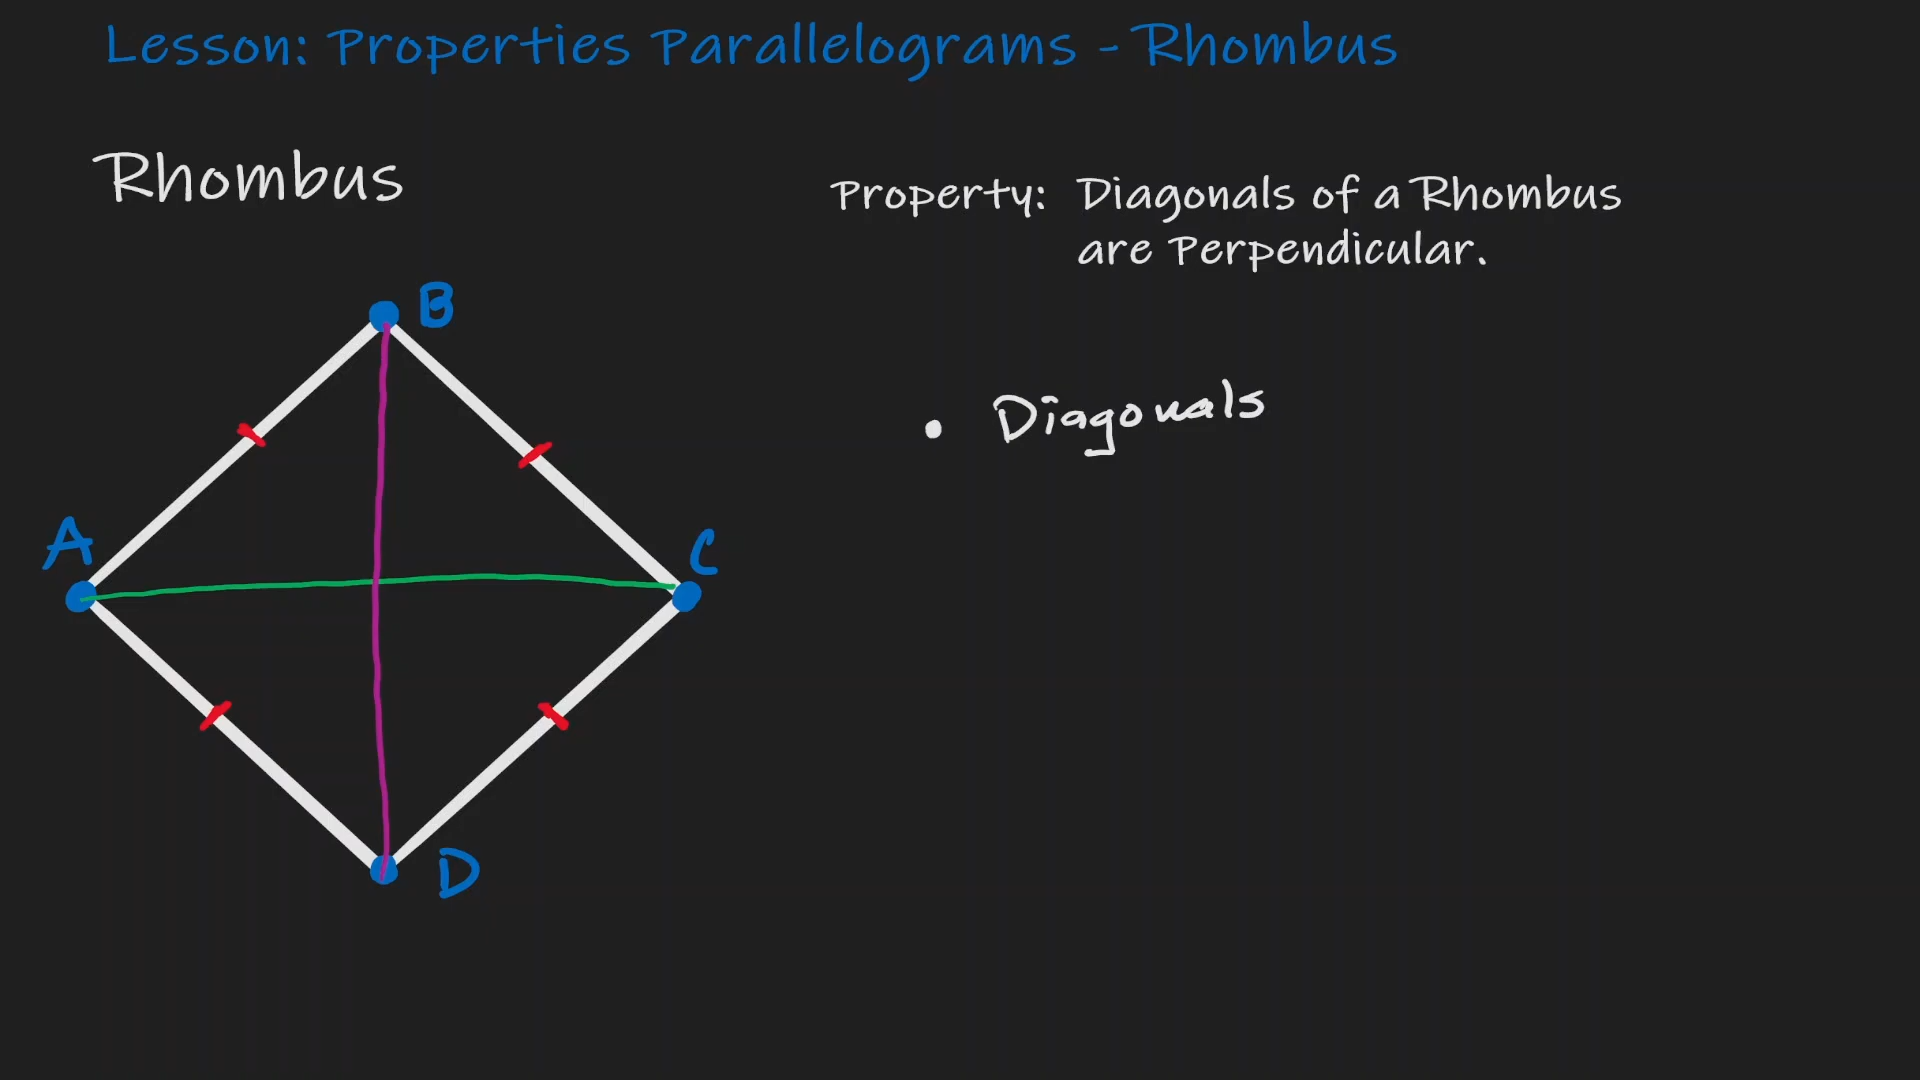 Lesson: Properties Parallelograms - Rhombus
Rhombus
Property: Diagonals of a Rhombus
are Perpendicular.
B
• Diagonals
A
C
D